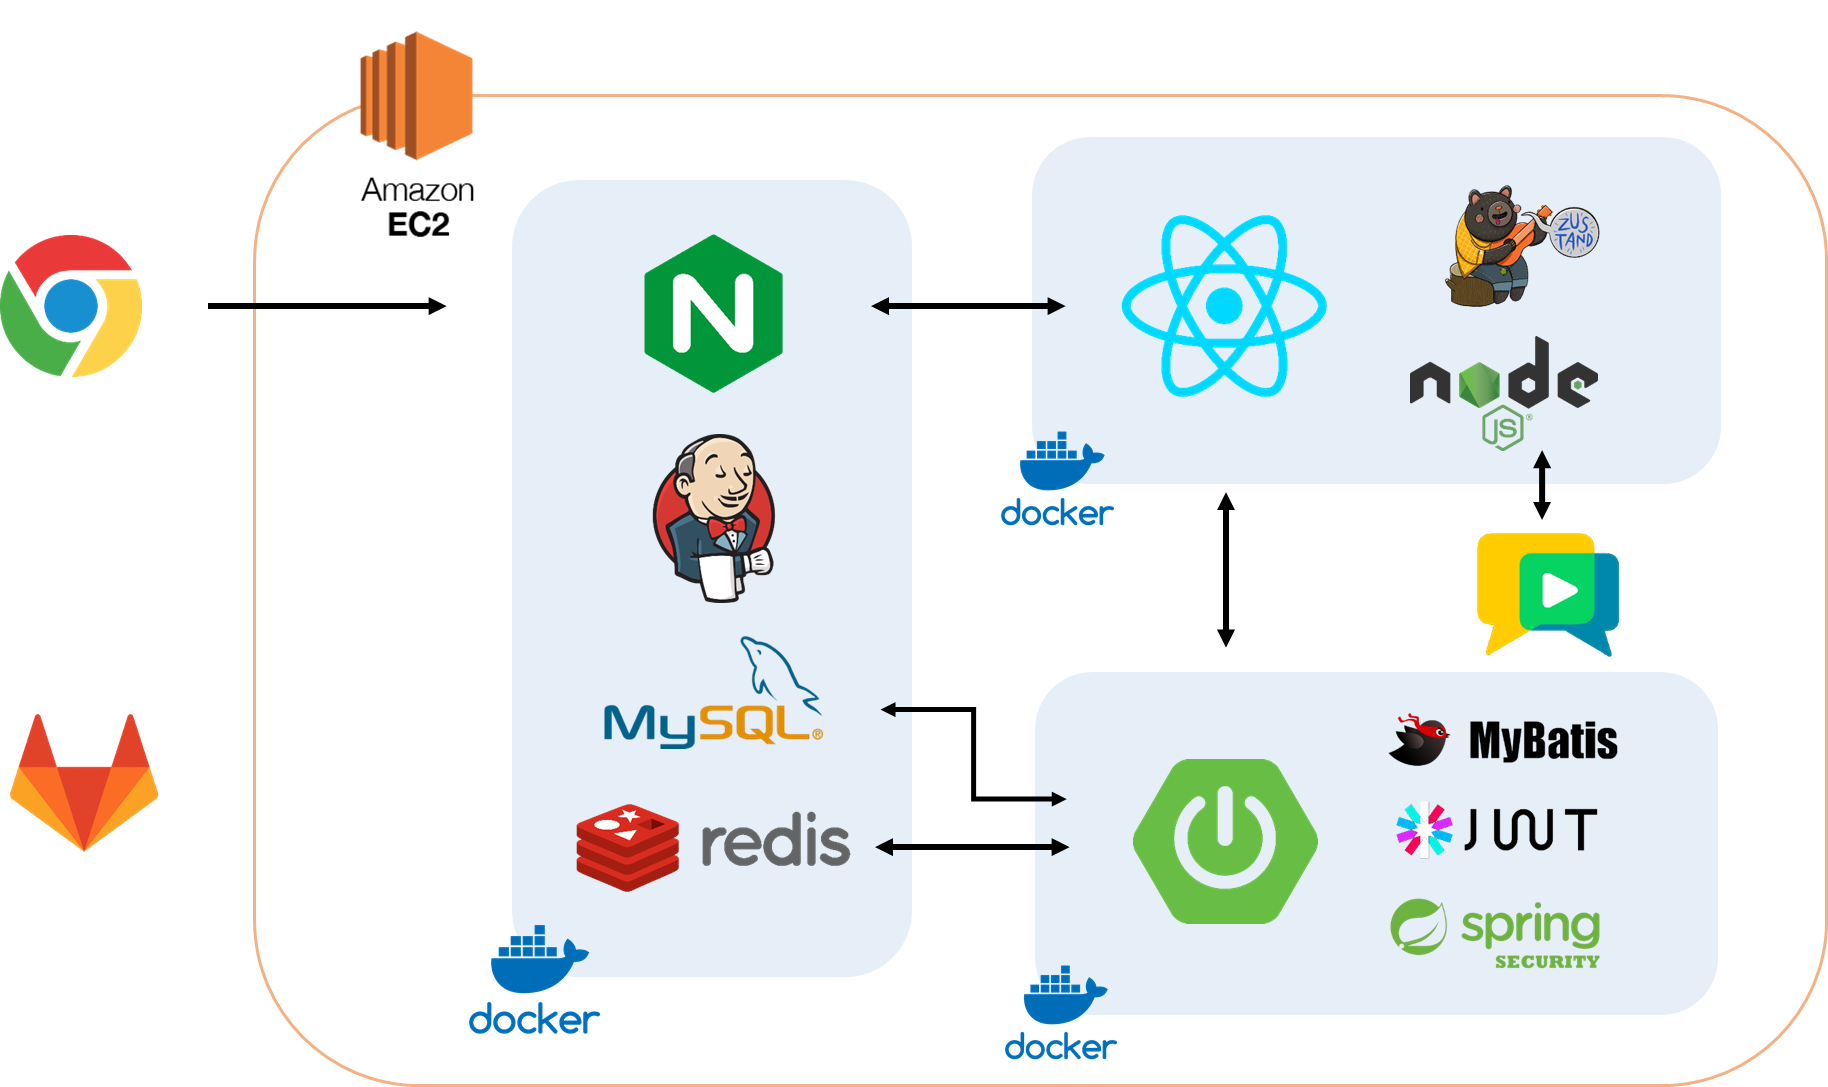 Amazon
EC2
N
ZUS
TAND
node
JS
docker
MySQL
redis
docker
MyBatis
JWT
spring
SECURITY
docker